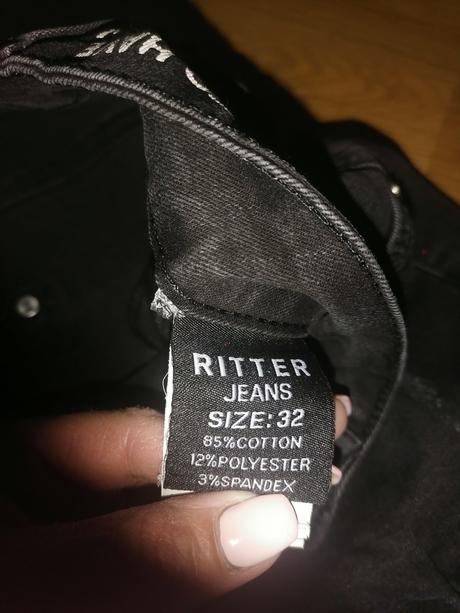 RITTER
JEANS
SIZE:32
85%COTTON
12%POLYESTER
3%SPANDEX